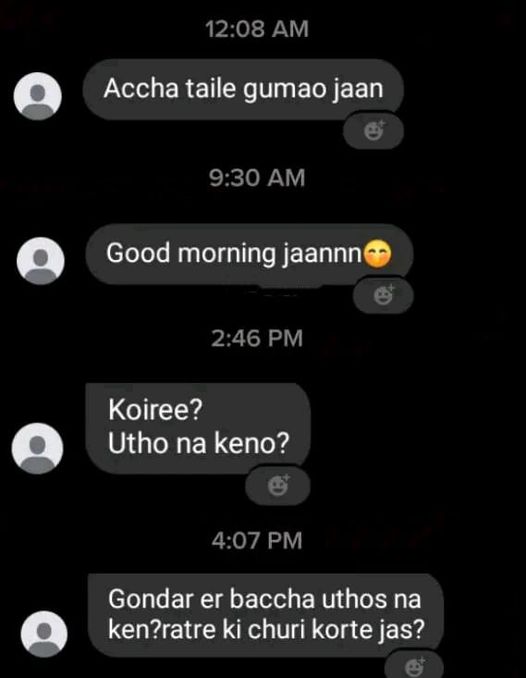 12:08 AM
Accha taile gumao jaan
9:30 AM
Good morning jaannn🤭
2:46 PM
Koiree?
Utho na keno?
4:07 PM
Gondar er baccha uthos na
ken?ratre ki churi korte jas?